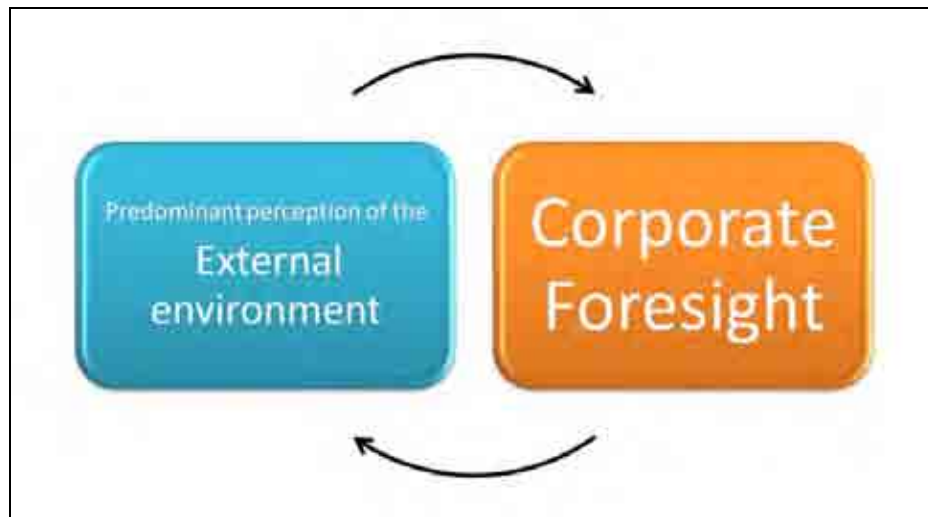 Predominant perception of the
External
environment
Corporate
Foresight